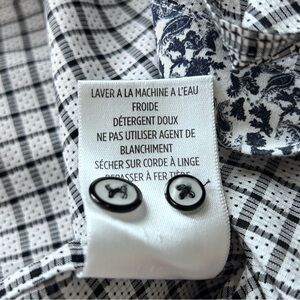 LAVER A LA MACHINE A L'EAU
FROIDE
DÉTERGENT DOUX
NE PAS UTILISER AGENT DE
BLANCHIMENT
SÉCHER SUR CORDE À LINGE
REPASSER À FER TIÈDE